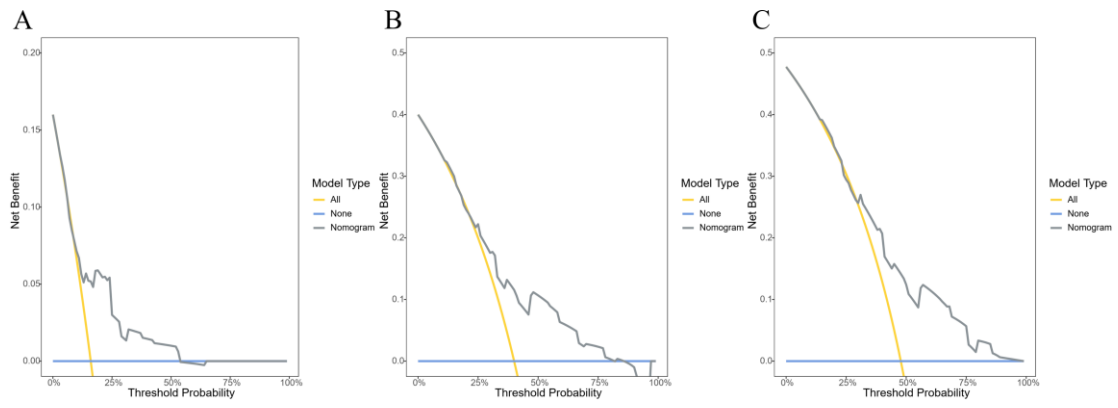 A
Net Benefit
0.20
0.15
0.10
0.05
0.00
0%
25%
50%
75%
100%
Threshold Probability
Model Type
All
None
Nomogram
B
Net Benefit
0.5
0.4
0.3
0.2
0.1
0.0
0%
25%
50%
75%
100%
Threshold Probability
Model Type
All
None
Nomogram
C
Net Benefit
0.5
0.4
0.3
0.2
0.1
0.0
0%
25%
50%
75%
100%
Threshold Probability
Model Type
All
None
Nomogram